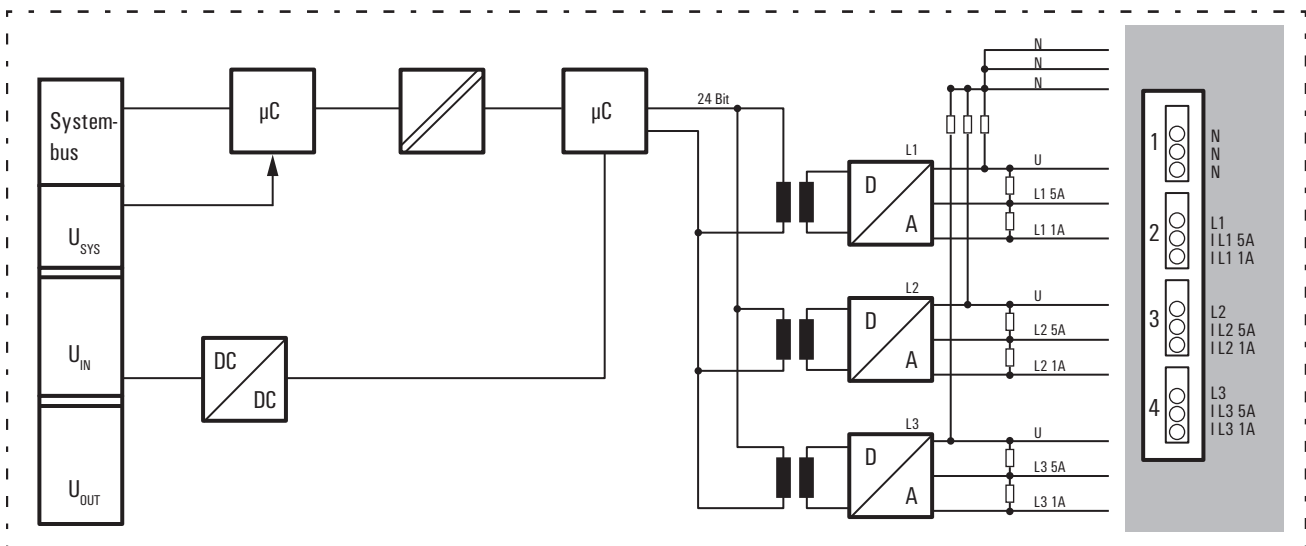 System-
bus
U SYS
U IN
U OUT
µC
µC
DC
DC
24 Bit
N
N
N
L1
D
A
U
L1 5A
L1 1A
L2
D
A
U
L2 5A
L2 1A
L3
D
A
U
L3 5A
L3 1A
1
N
N
N
2
L1
I L1 5A
I L1 1A
3
L2
I L2 5A
I L2 1A
4
L3
I L3 5A
I L3 1A